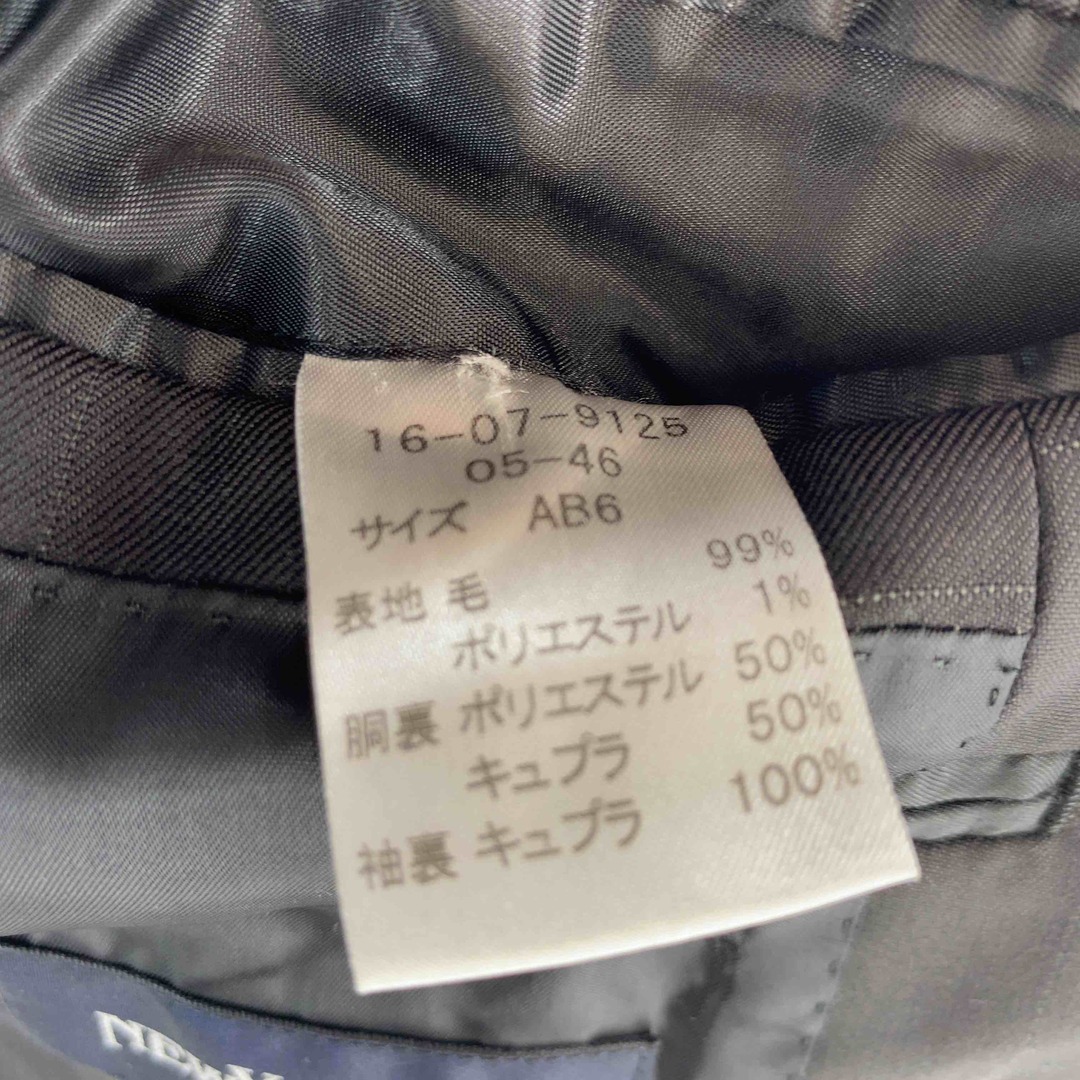 16-07-9125
05-46
サイズ AB6
表地 毛 99%
ポリエステル 1%
胴裏 ポリエステル 50%
キュプラ 50%
袖裏 キュプラ 100%